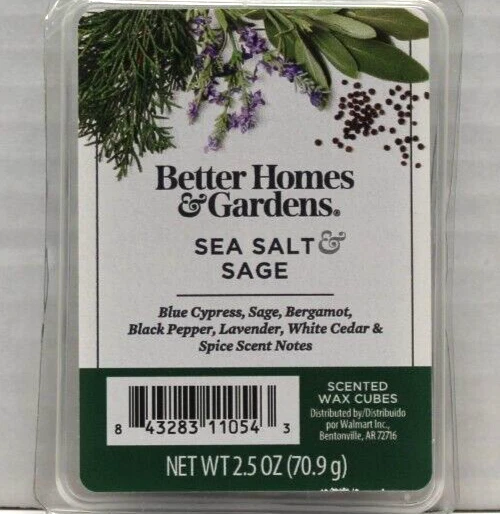 Better Homes
& Gardens®
SEA SALT &
SAGE
Blue Cypress, Sage, Bergamot,
Black Pepper, Lavender, White Cedar &
Spice Scent Notes
8 43283 11054 3
SCENTED
WAX CUBES
Distributed by/Distribuido
por Walmart Inc.,
Bentonville, AR 72716
NET WT 2.5 OZ (70.9 g)